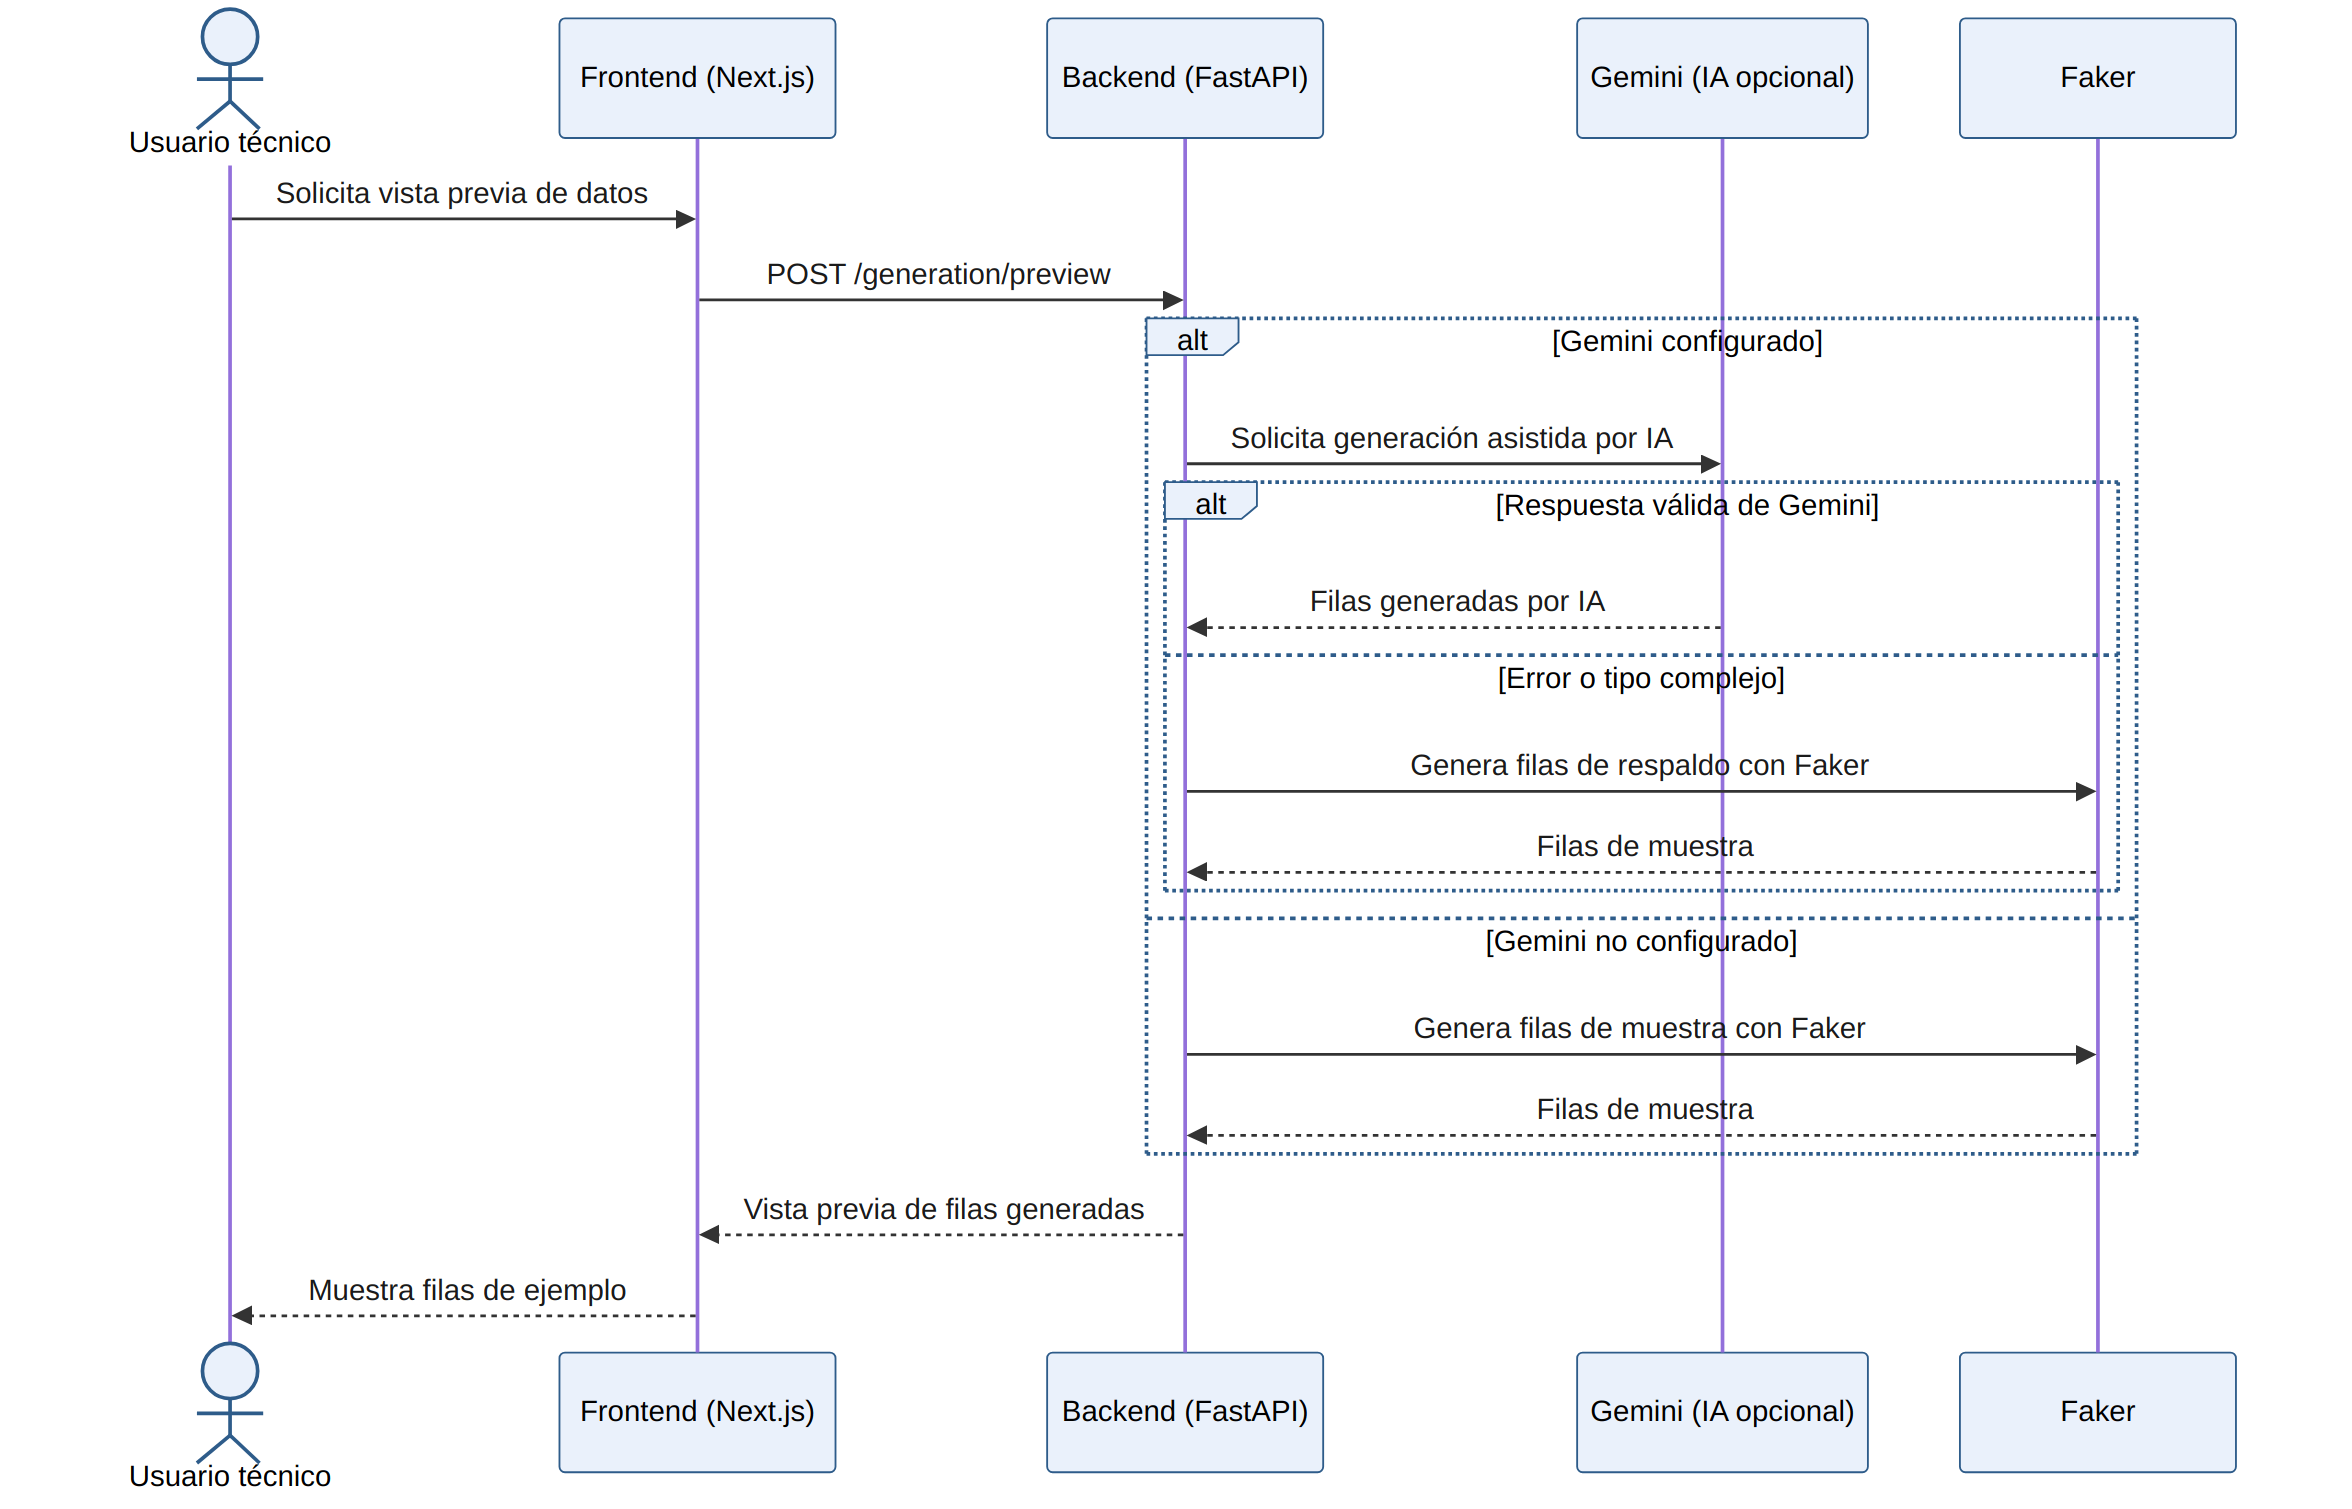 Usuario técnico
Frontend (Next.js)
Backend (FastAPI)
Gemini (IA opcional)
Faker
Solicita vista previa de datos
POST /generation/preview
alt
[Gemini configurado]
Solicita generación asistida por IA
alt
[Respuesta válida de Gemini]
Filas generadas por IA
[Error o tipo complejo]
Genera filas de respaldo con Faker
Filas de muestra
[Gemini no configurado]
Genera filas de muestra con Faker
Filas de muestra
Vista previa de filas generadas
Muestra filas de ejemplo
Usuario técnico
Frontend (Next.js)
Backend (FastAPI)
Gemini (IA opcional)
Faker